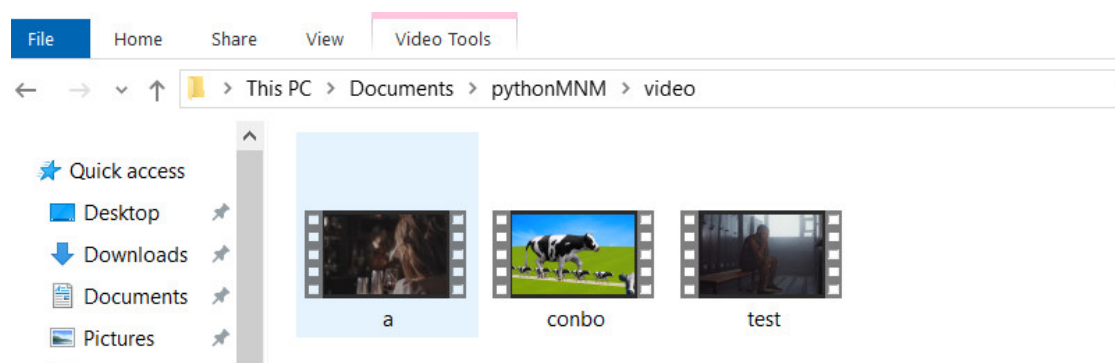 File Home Share View Video Tools
This PC > Documents > pythonMNM > video
Quick access
Desktop
Downloads
Documents
Pictures
a conbo test